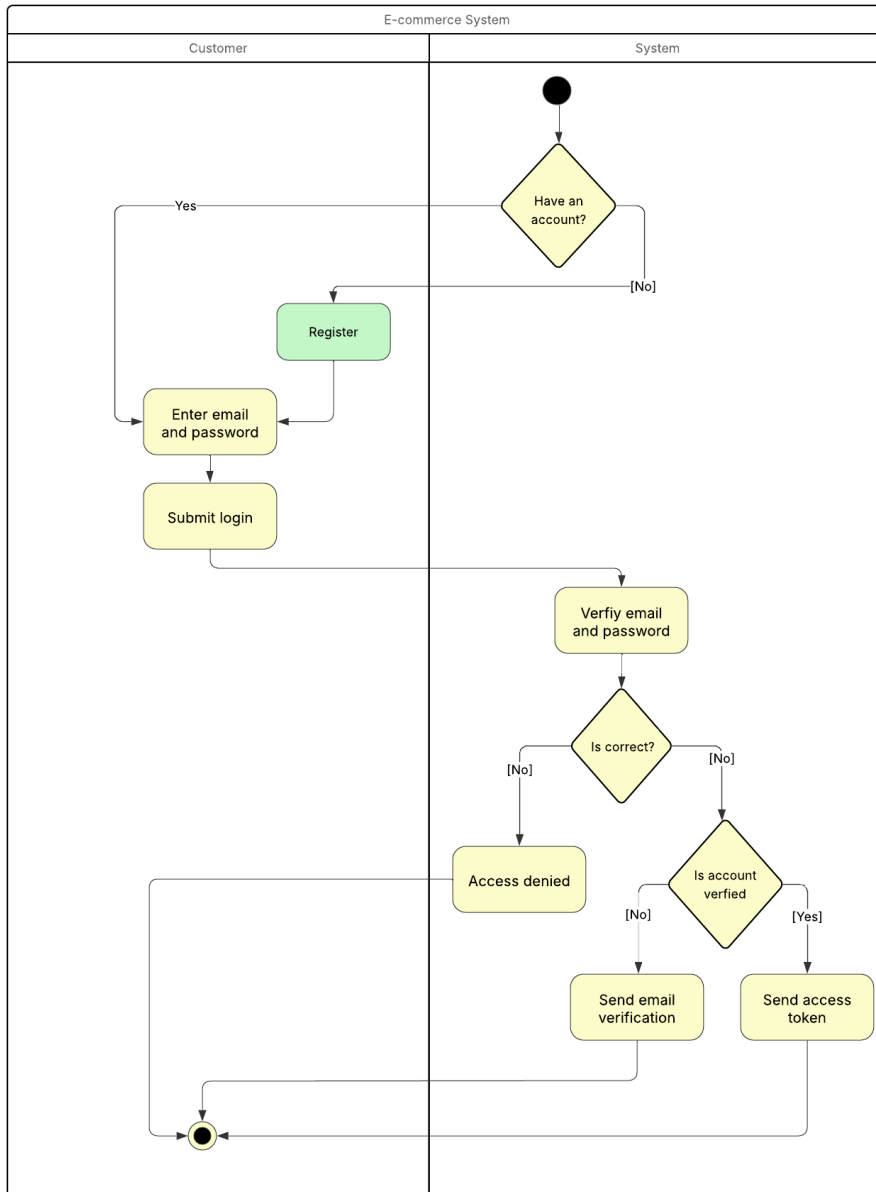 E-commerce System
Customer
System
Have an
account?
Yes
[No]
Register
Enter email
and password
Submit login
Verfiy email
and password
Is correct?
[No]
[No]
Access denied
Is account
verfied
[No]
[Yes]
Send email
verification
Send access
token